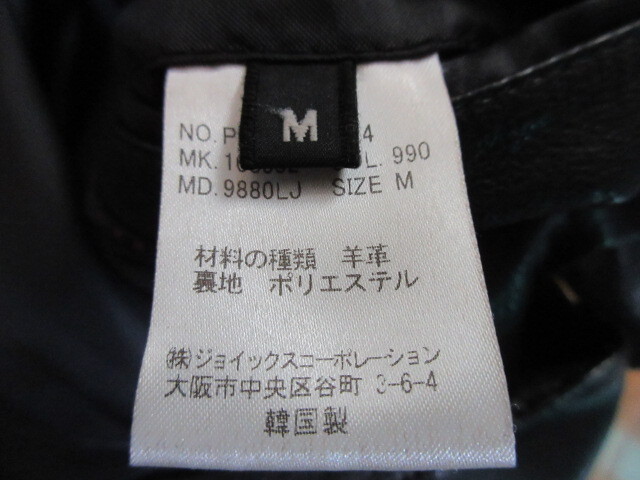 M
NO. 4
MK. L. 990
MD. 9880LJ SIZE M
材料の種類 羊革
裏地 ポリエステル
㈱ジョイックスコーポレーション
大阪市中央区谷町 3-6-4
韓国製